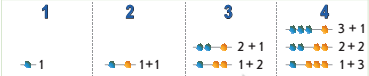 1 2 3 4
3 + 1
2 + 1 2 + 2
1 1+1 1+2 1+3